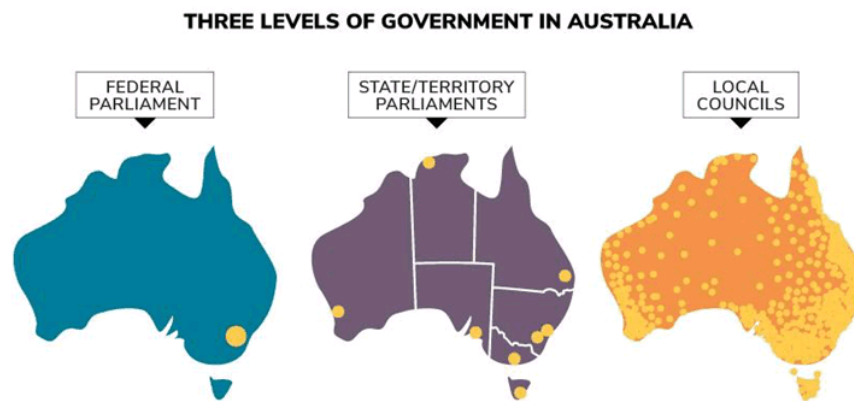 THREE LEVELS OF GOVERNMENT IN AUSTRALIA
FEDERAL
PARLIAMENT
STATE/TERRITORY
PARLIAMENTS
LOCAL
COUNCILS